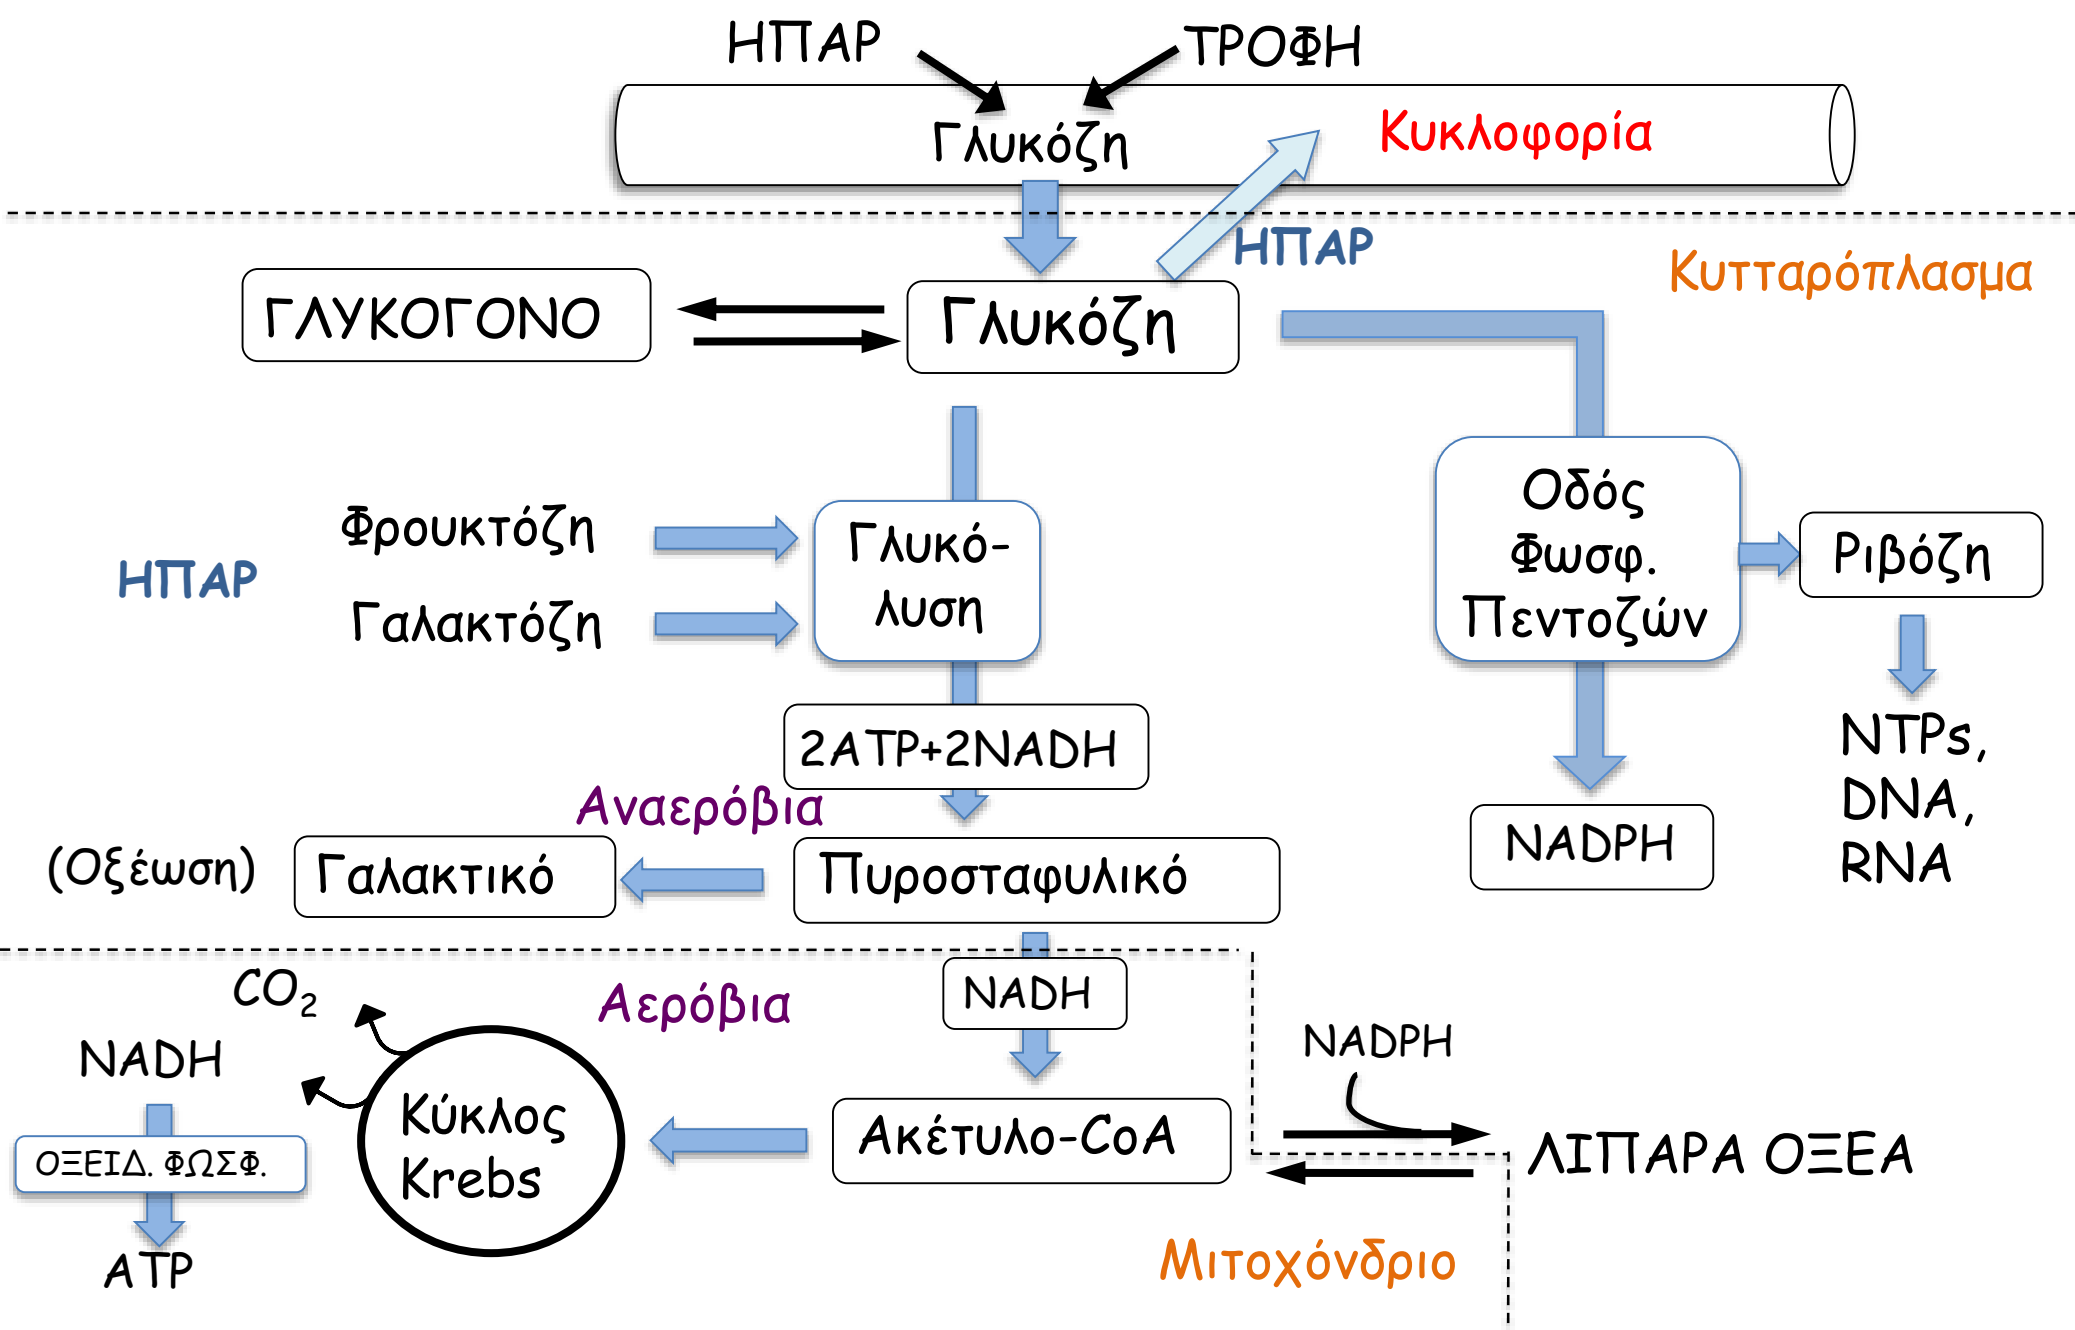 ΗΠΑΡ
ΤΡΟΦΗ
Γλυκόζη
Κυκλοφορία
ΗΠΑΡ
Κυτταρόπλασμα
ΓΛΥΚΟΓΟΝΟ
Γλυκόζη
Φρουκτόζη
Γαλακτόζη
ΗΠΑΡ
Γλυκό-
λυση
Οδός
Φωσφ.
Πεντοζών
Ριβόζη
2ATP+2NADH
NTPs,
DNA,
RNA
NADPH
Αναερόβια
(Οξέωση)
Γαλακτικό
Πυροσταφυλικό
NADH
Αερόβια
CO2
NADH
ΟΞΕΙΔ. ΦΩΣΦ.
ATP
Κύκλος
Krebs
Ακέτυλο-CoA
NADPH
ΛΙΠΑΡΑ ΟΞΕΑ
Μιτοχόνδριο